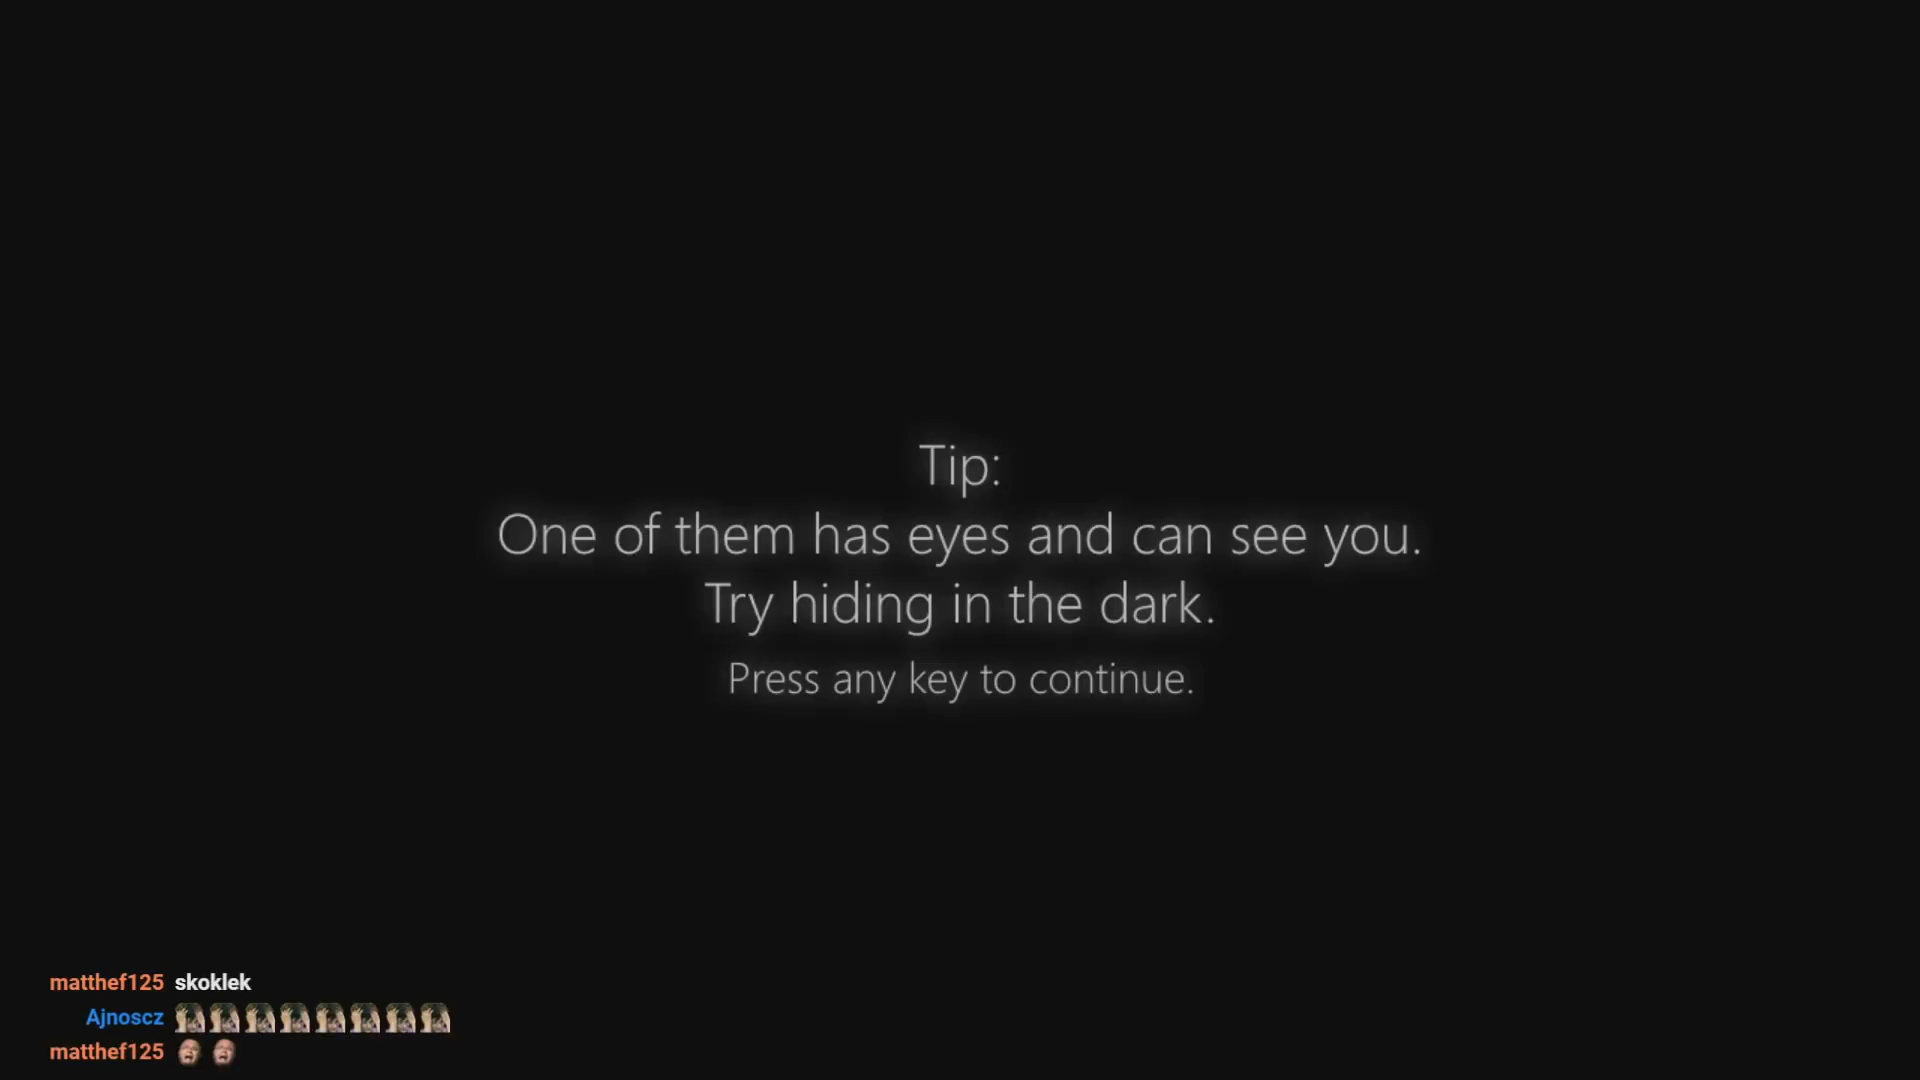 Tip:
One of them has eyes and can see you.
Try hiding in the dark.
Press any key to continue.
matthef125 skoklek
Ajnoscz
matthef125